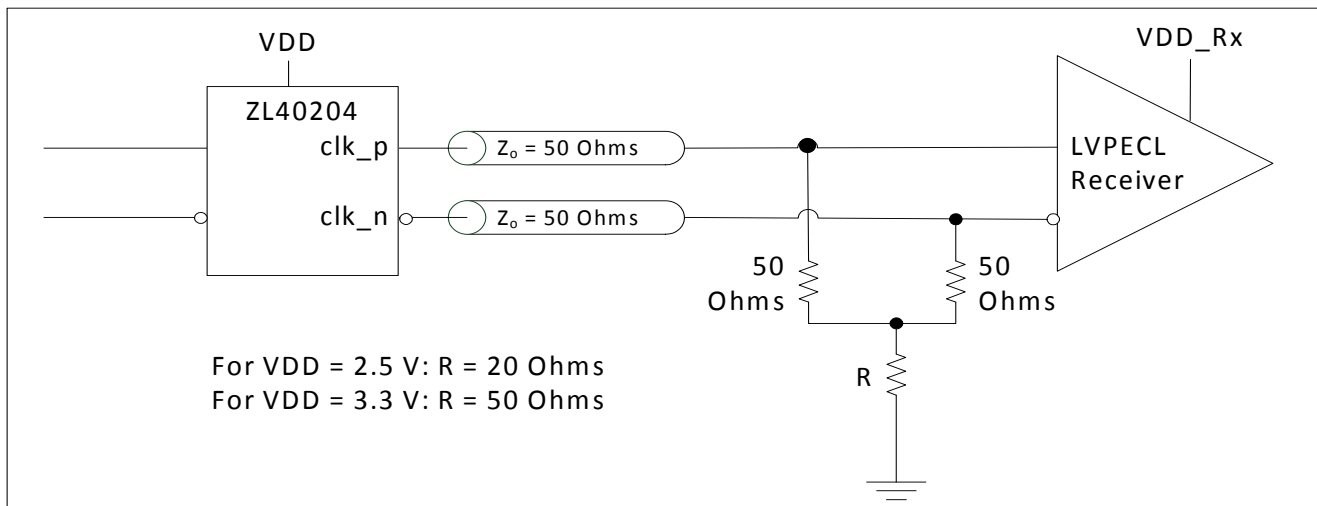 VDD
VDD_Rx
ZL40204
clk_p
Zₒ = 50 Ohms
LVPECL
Receiver
clk_n
Zₒ = 50 Ohms
50
Ohms
50
Ohms
R
For VDD = 2.5 V: R = 20 Ohms
For VDD = 3.3 V: R = 50 Ohms